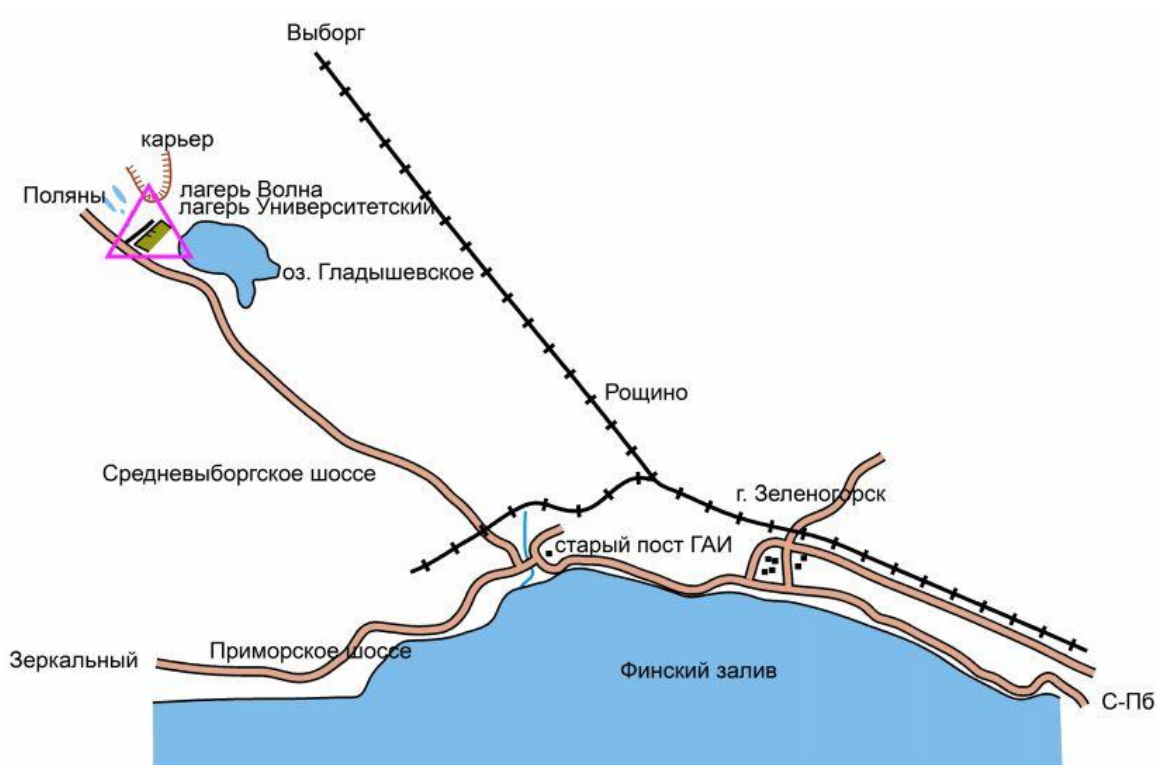 Выборг
карьер
Поляны
лагерь Волна
лагерь Университетский
оз. Гладышевское
Рощино
Средневыборгское шоссе
г. Зеленогорск
старый пост ГАИ
Приморское шоссе
Зеркальный
Финский залив
С-Пб